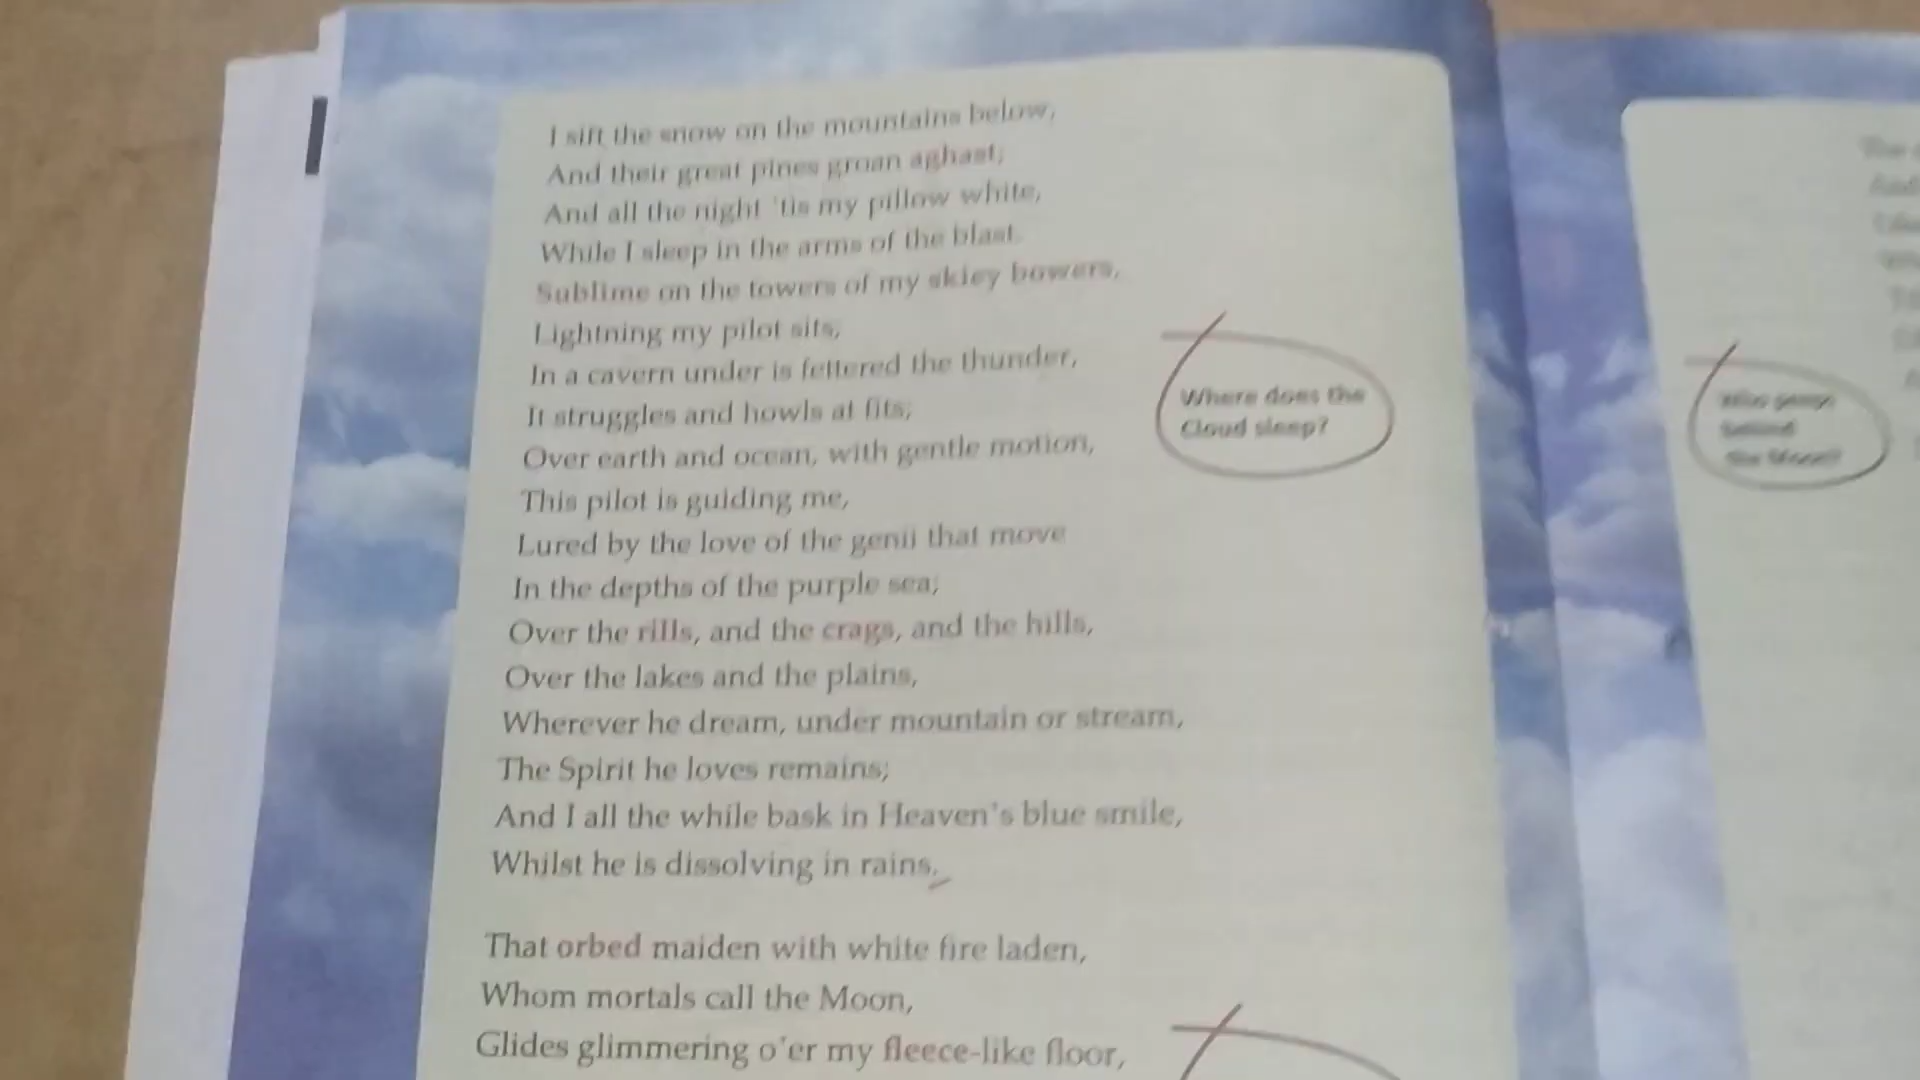 I sift the snow on the mountains below,
And their great pines groan aghast;
And all the night 'tis my pillow white,
While I sleep in the arms of the blast.
Sublime on the towers of my skiey bowers,
Lightning my pilot sits,
In a cavern under is fettered the thunder,
It struggles and howls at fits;
Over earth and ocean, with gentle motion,
This pilot is guiding me,
Lured by the love of the genii that move
In the depths of the purple sea;
Over the rills, and the crags, and the hills,
Over the lakes and the plains,
Wherever he dream, under mountain or stream,
The Spirit he loves remains;
And I all the while bask in Heaven's blue smile,
Whilst he is dissolving in rains.
Where does the
Cloud sleep?
That orbed maiden with white fire laden,
Whom mortals call the Moon,
Glides glimmering o'er my fleece-like floor,